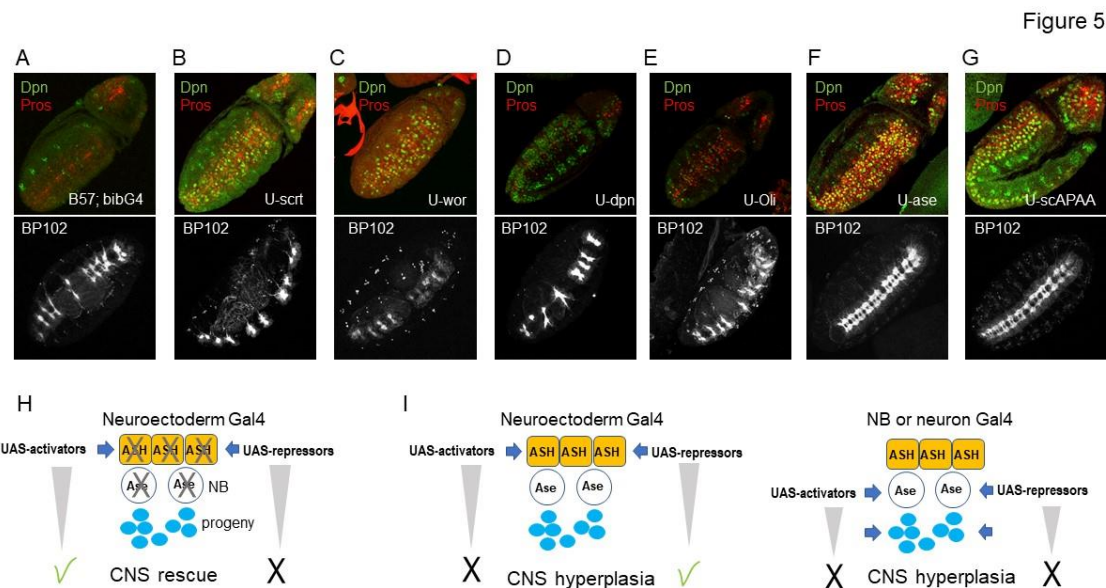 Figure 5
A
B
C
D
E
F
G
Dpn
Pros
B57; bibG4
Dpn
Pros
U-scrt
Dpn
Pros
U-wor
Dpn
Pros
U-dpn
Dpn
Pros
U-Oli
Dpn
Pros
U-ase
Dpn
Pros
U-scAPAA
BP102
BP102
BP102
BP102
BP102
BP102
BP102
H
Neuroectoderm Gal4
UAS-activators
ASH ASH ASH
UAS-repressors
Ase Ase NB
progeny
✓ CNS rescue X
I
Neuroectoderm Gal4
UAS-activators
ASH ASH ASH
UAS-repressors
Ase Ase
X CNS hyperplasia ✓
NB or neuron Gal4
ASH ASH ASH
UAS-activators
Ase Ase
UAS-repressors
X CNS hyperplasia X